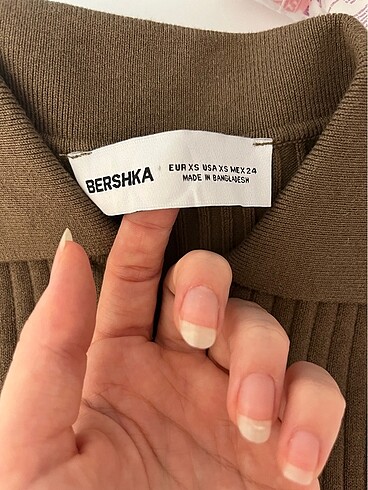 BERSHKA
EUR XS USA XS MEX 24
MADE IN BANGLADESH